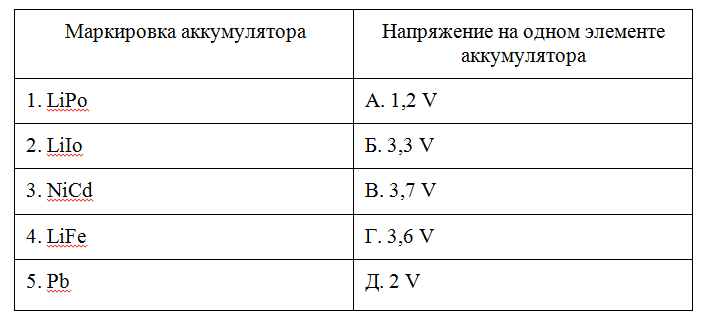 Маркировка аккумулятора
Напряжение на одном элементе
аккумулятора
1. LiPo
А. 1,2 V
2. LiIo
Б. 3,3 V
3. NiCd
В. 3,7 V
4. LiFe
Г. 3,6 V
5. Pb
Д. 2 V